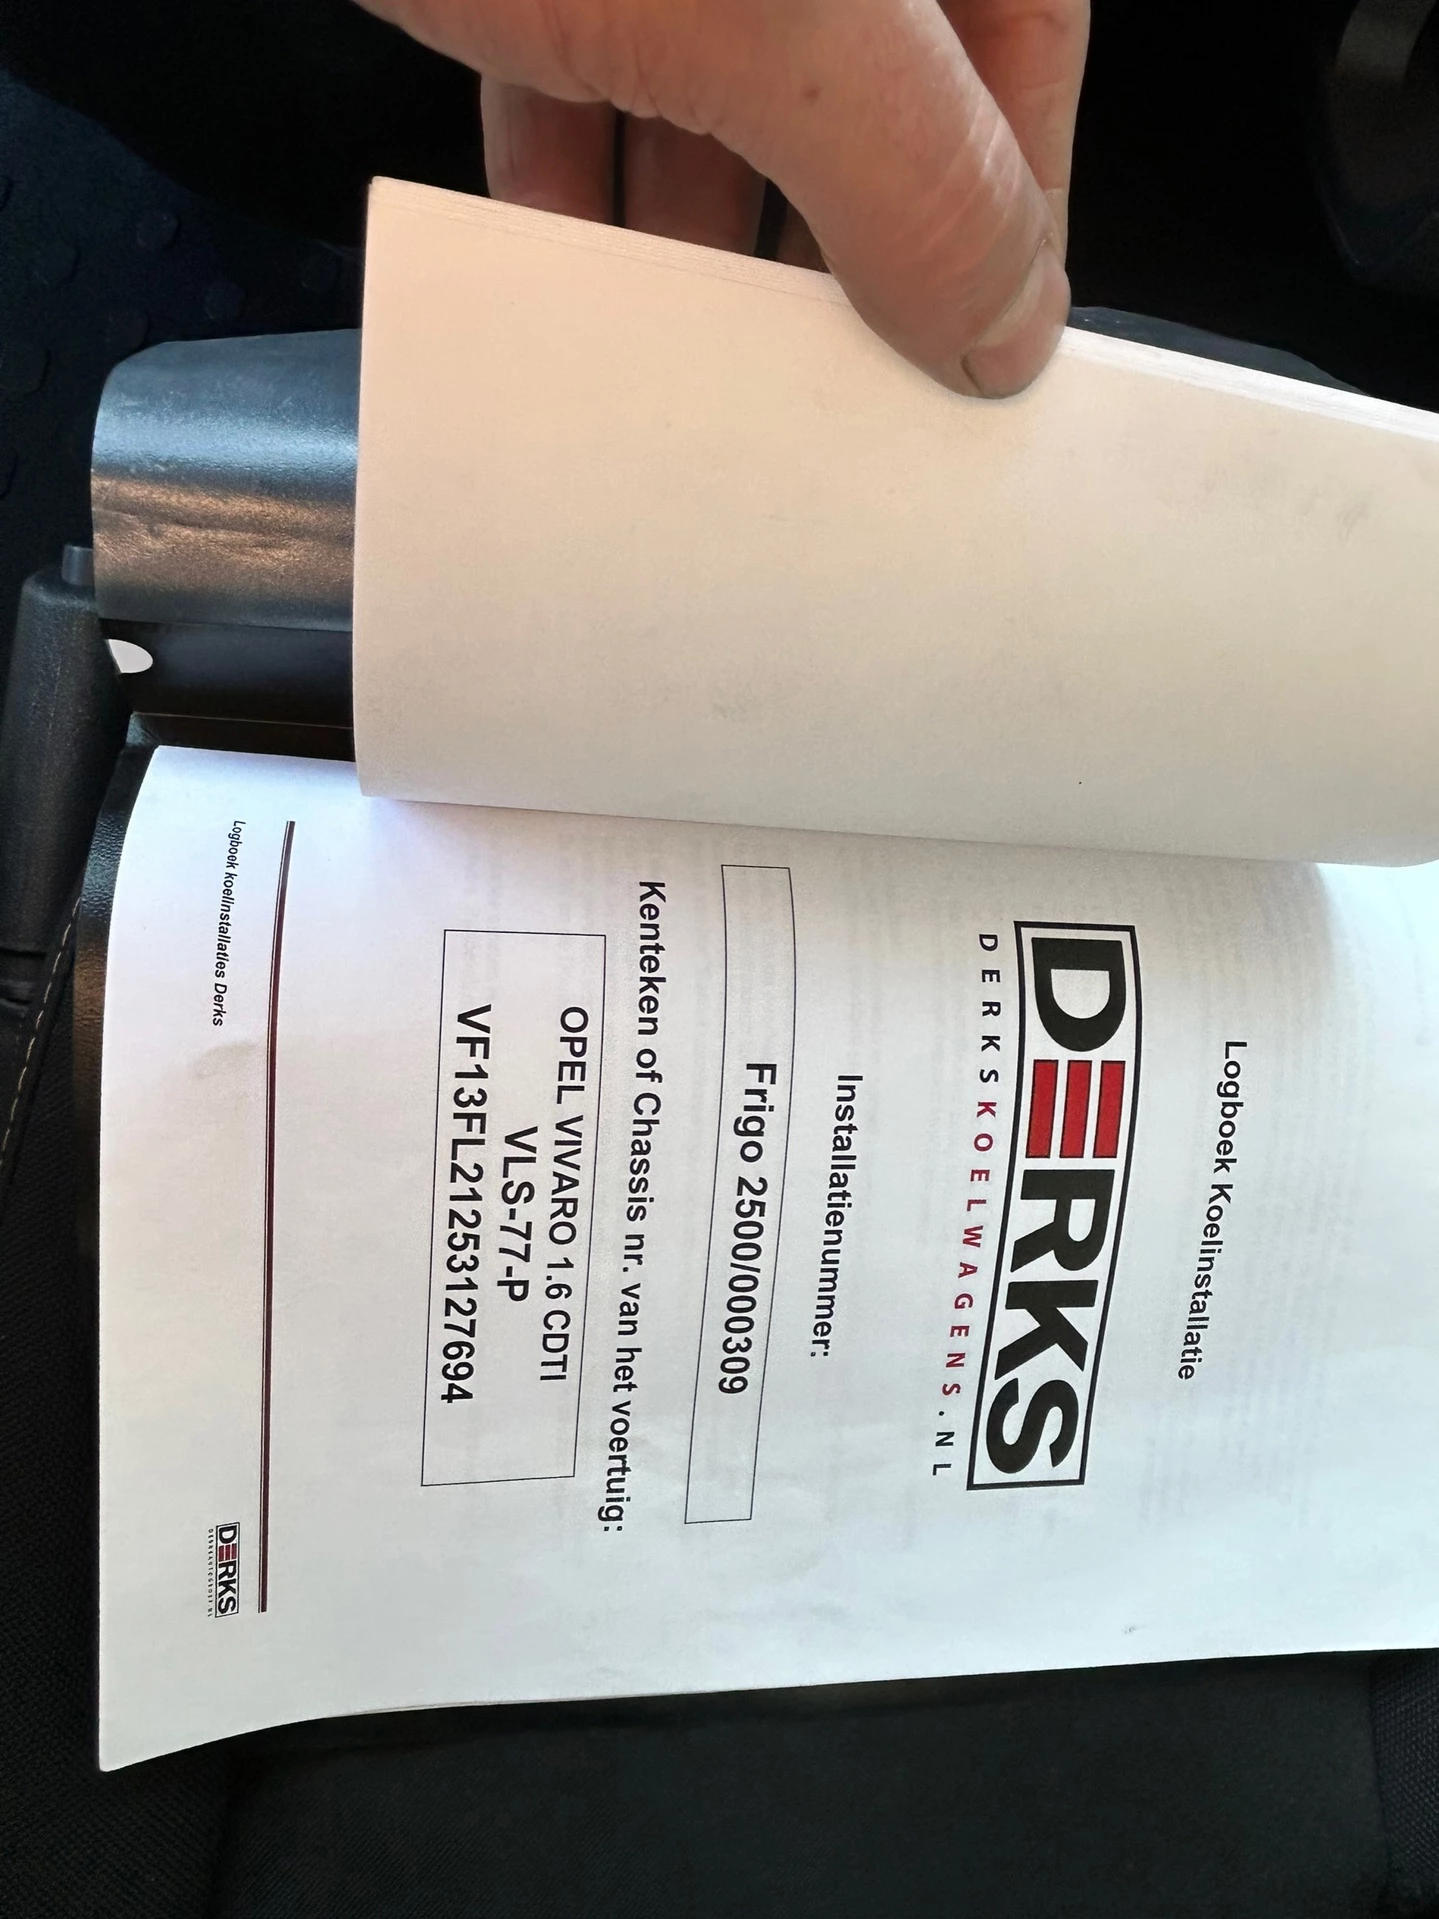 Logboek Koelinstallatie
DERKS
DERKSKOELWAGENS.NL
Installatienummer:
Frigo 2500/000309
Kenteken of Chassis nr. van het voertuig:
OPEL VIVARO 1.6 CDTI
VLS-77-P
VF13FL21253127694
Logboek koelinstallaties Derks
DERKS